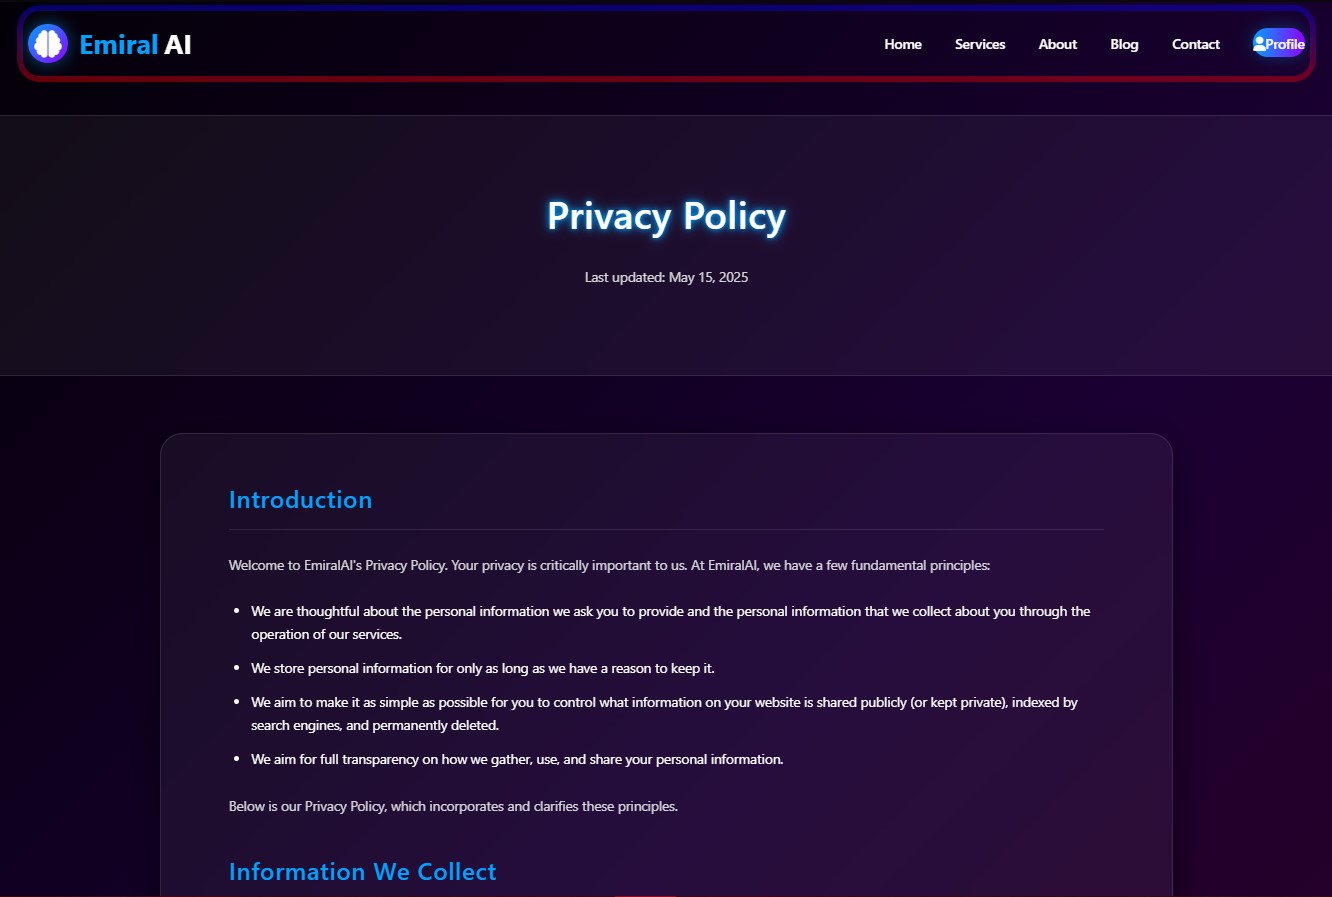 Emiral AI
Home Services About Blog Contact Profile
Privacy Policy
Last updated: May 15, 2025
Introduction
Welcome to EmiralAI's Privacy Policy. Your privacy is critically important to us. At EmiralAI, we have a few fundamental principles:
• We are thoughtful about the personal information we ask you to provide and the personal information that we collect about you through the
operation of our services.
• We store personal information for only as long as we have a reason to keep it.
• We aim to make it as simple as possible for you to control what information on your website is shared publicly (or kept private), indexed by
search engines, and permanently deleted.
• We aim for full transparency on how we gather, use, and share your personal information.
Below is our Privacy Policy, which incorporates and clarifies these principles.
Information We Collect